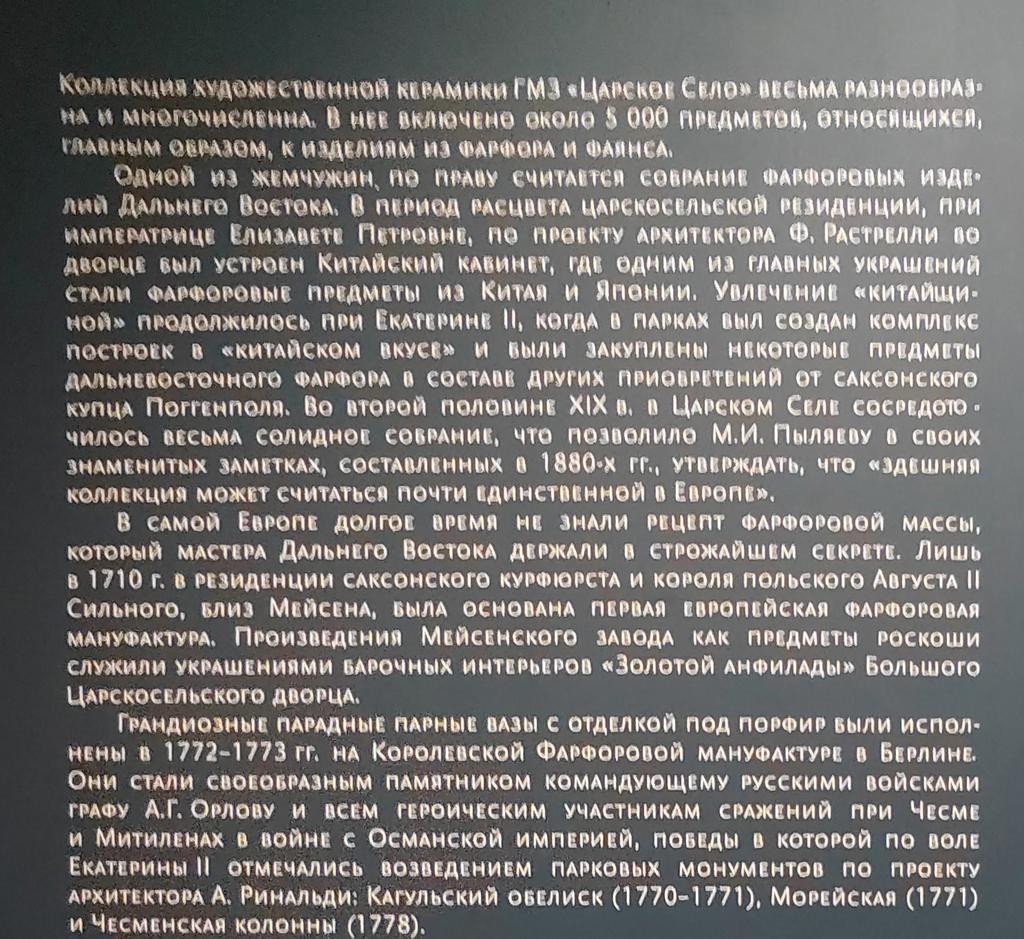 Коллекция художественной керамики ГМЗ «Царское Село» весьма разнообраз-
на и многочисленна. В нее включено около 5 000 предметов, относящихся,
главным образом, к изделиям из фарфора и фаянса.
Одной из жемчужин по праву считается собрание фарфоровых изде-
лий Дальнего Востока. В период расцвета царскосельской резиденции, при
императрице Елизавете Петровне, по проекту архитектора Ф. Растрелли во
дворце был устроен Китайский кабинет, где одним из главных украшений
стали фарфоровые предметы из Китая и Японии. Увлечение «китайщи-
ной» продолжилось при Екатерине II, когда в парках был создан комплекс
построек в «китайском вкусе» и были закуплены некоторые предметы
дальневосточного фарфора в составе других приобретений от саксонского
купца Поггенполя. Во второй половине XIX в. в Царском Селе сосредото-
чилось весьма солидное собрание, что позволило М.И. Пыляеву в своих
знаменитых заметках, составленных в 1880-х гг., утверждать, что «здешняя
коллекция может считаться почти единственной в Европе».
В самой Европе долгое время не знали рецепт фарфоровой массы,
который мастера Дальнего Востока держали в строжайшем секрете. Лишь
в 1710 г. в резиденции саксонского курфюрста и короля польского Августа II
Сильного, близ Мейсена, была основана первая европейская фарфоровая
мануфактура. Произведения Мейсенского завода как предметы роскоши
служили украшениями барочных интерьеров «Золотой анфилады» Большого
Царскосельского дворца.
Грандиозные парадные парные вазы с отделкой под порфир были испол-
нены в 1772–1773 гг. на Королевской Фарфоровой мануфактуре в Берлине.
Они стали своеобразным памятником командующему русскими войсками
графу А.Г. Орлову и всем героическим участникам сражений при Чесме
и Митиленах в войне с Османской империей, победы в которой по воле
Екатерины II отмечались возведением парковых монументов по проекту
архитектора А. Ринальди: Кагульский обелиск (1770–1771), Морейская (1771)
и Чесменская колонны (1778).